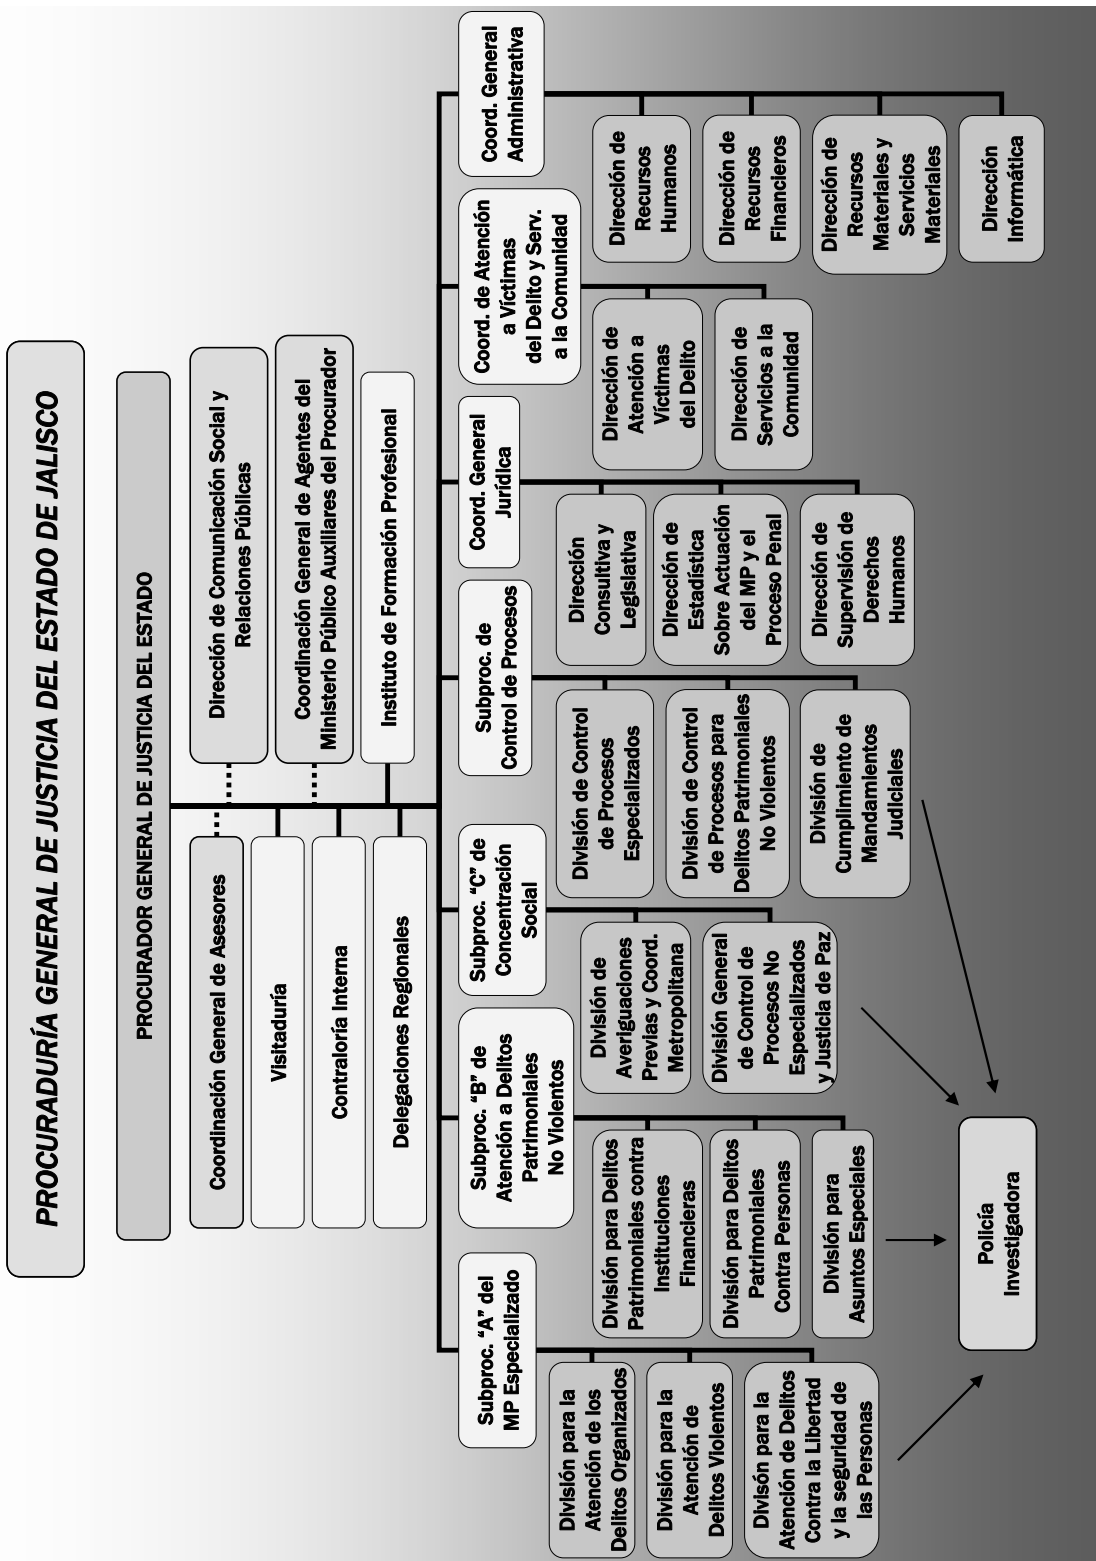 PROCURADURÍA GENERAL DE JUSTICIA DEL ESTADO DE JALISCO
PROCURADOR GENERAL DE JUSTICIA DEL ESTADO
Coordinación General de Asesores
Visitaduría
Contraloría Interna
Delegaciones Regionales
Dirección de Comunicación Social y
Relaciones Públicas
Coordinación General de Agentes del
Ministerio Público Auxiliares del Procurador
Instituto de Formación Profesional
Subproc. “A” del
MP Especializado
División para la
Atención de los
Delitos Organizados
División para la
Atención de
Delitos Violentos
Divisón para la
Atención de Delitos
Contra la Libertad
y la seguridad de
las Personas
Subproc. “B” de
Atención a Delitos
Patrimoniales
No Violentos
División para Delitos
Patrimoniales contra
Instituciones
Financieras
División para Delitos
Patrimoniales
Contra Personas
División para
Asuntos Especiales
Subproc. “C” de
Concentración
Social
División de
Averiguaciones
Previas y Coord.
Metropolitana
División General
de Control de
Procesos No
Especializados
y Justicia de Paz
Subproc. de
Control de Procesos
División de Control
de Procesos
Especializados
División de Control
de Procesos para
Delitos Patrimoniales
No Violentos
División de
Cumplimiento de
Mandamientos
Judiciales
Coord. General
Jurídica
Dirección
Consultiva y
Legislativa
Dirección de
Estadística
Sobre Actuación
del MP y el
Proceso Penal
Dirección de
Supervisión de
Derechos
Humanos
Coord. de Atención
a Víctimas
del Delito y Serv.
a la Comunidad
Dirección de
Atención a
Víctimas
del Delito
Dirección de
Servicios a la
Comunidad
Coord. General
Administrativa
Dirección de
Recursos
Humanos
Dirección de
Recursos
Financieros
Dirección de
Recursos
Materiales y
Servicios
Materiales
Dirección
Informática
Policía
Investigadora